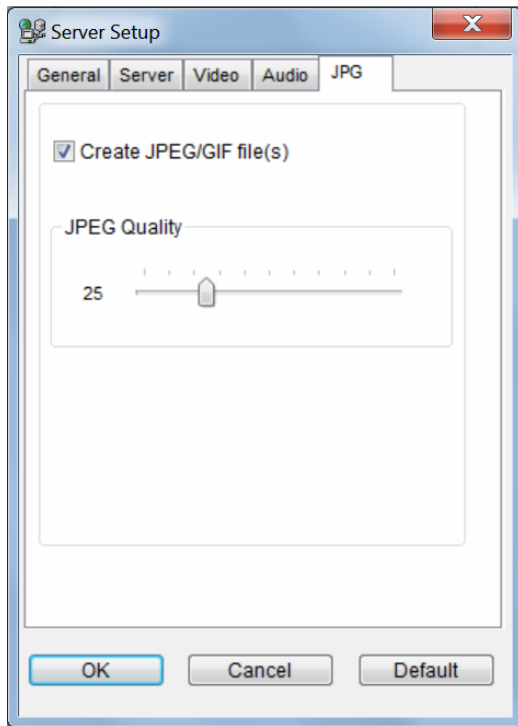 Server Setup
General Server Video Audio JPG
Create JPEG/GIF file(s)
JPEG Quality
25
OK Cancel Default